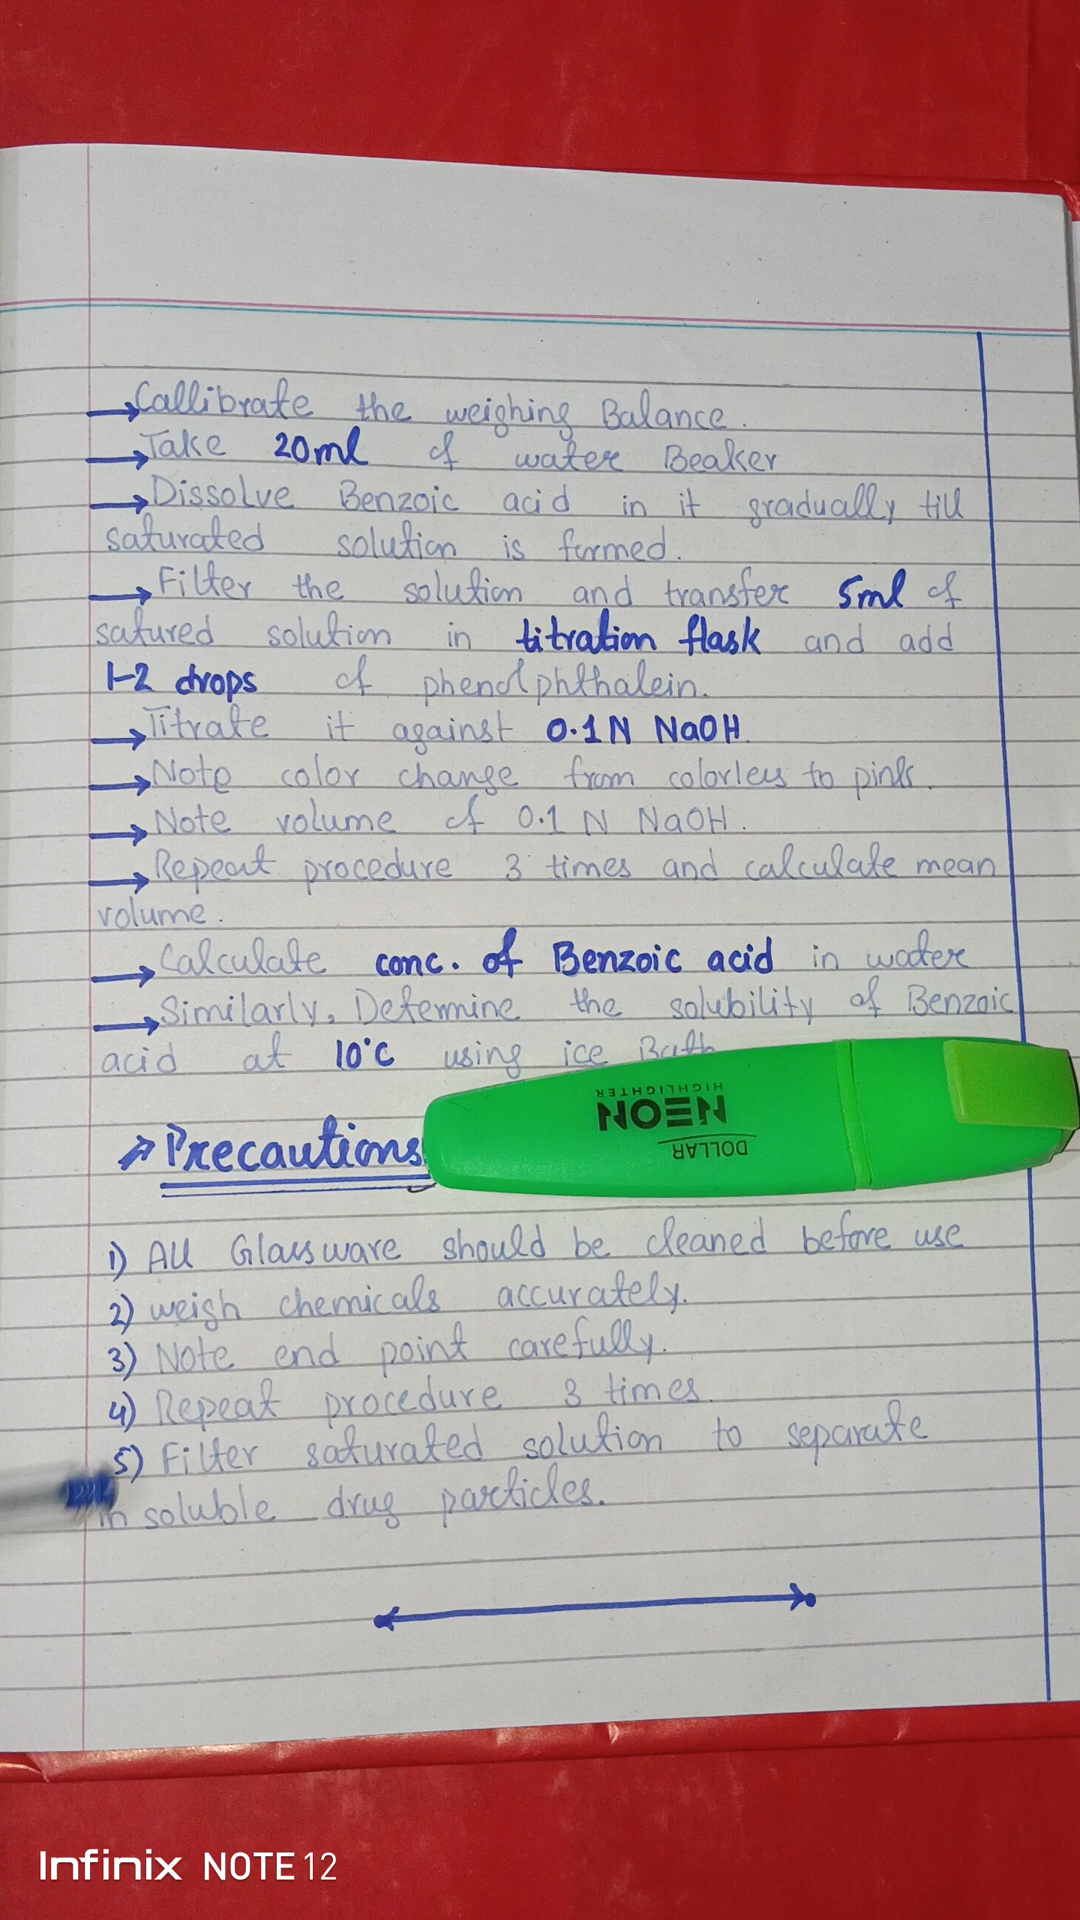 → Callibrate the weighing Balance.
→ Take 20ml of water Beaker
→ Dissolve Benzoic acid in it gradually till
saturated solution is formed.
→ Filter the solution and transfer 5ml of
satured solution in titration flask and add
1-2 drops of phenolphthalein.
→ Titrate it against 0.1N NaOH
→ Note color change from colorless to pink.
→ Note volume of 0.1 N NaOH.
→ Repeat procedure 3 times and calculate mean
volume.
→ Calculate conc. of Benzoic acid in water
→ Similarly, Determine the solubility of Benzoic
acid at 10°C using ice Bath
Precautions
DOLLAR
NEON
HIGHLIGHTER
1) All Glassware should be cleaned before use
2) weigh chemicals accurately.
3) Note end point carefully.
4) Repeat procedure 3 times.
5) Filter saturated solution to separate
in soluble drug particles.
Infinix NOTE 12